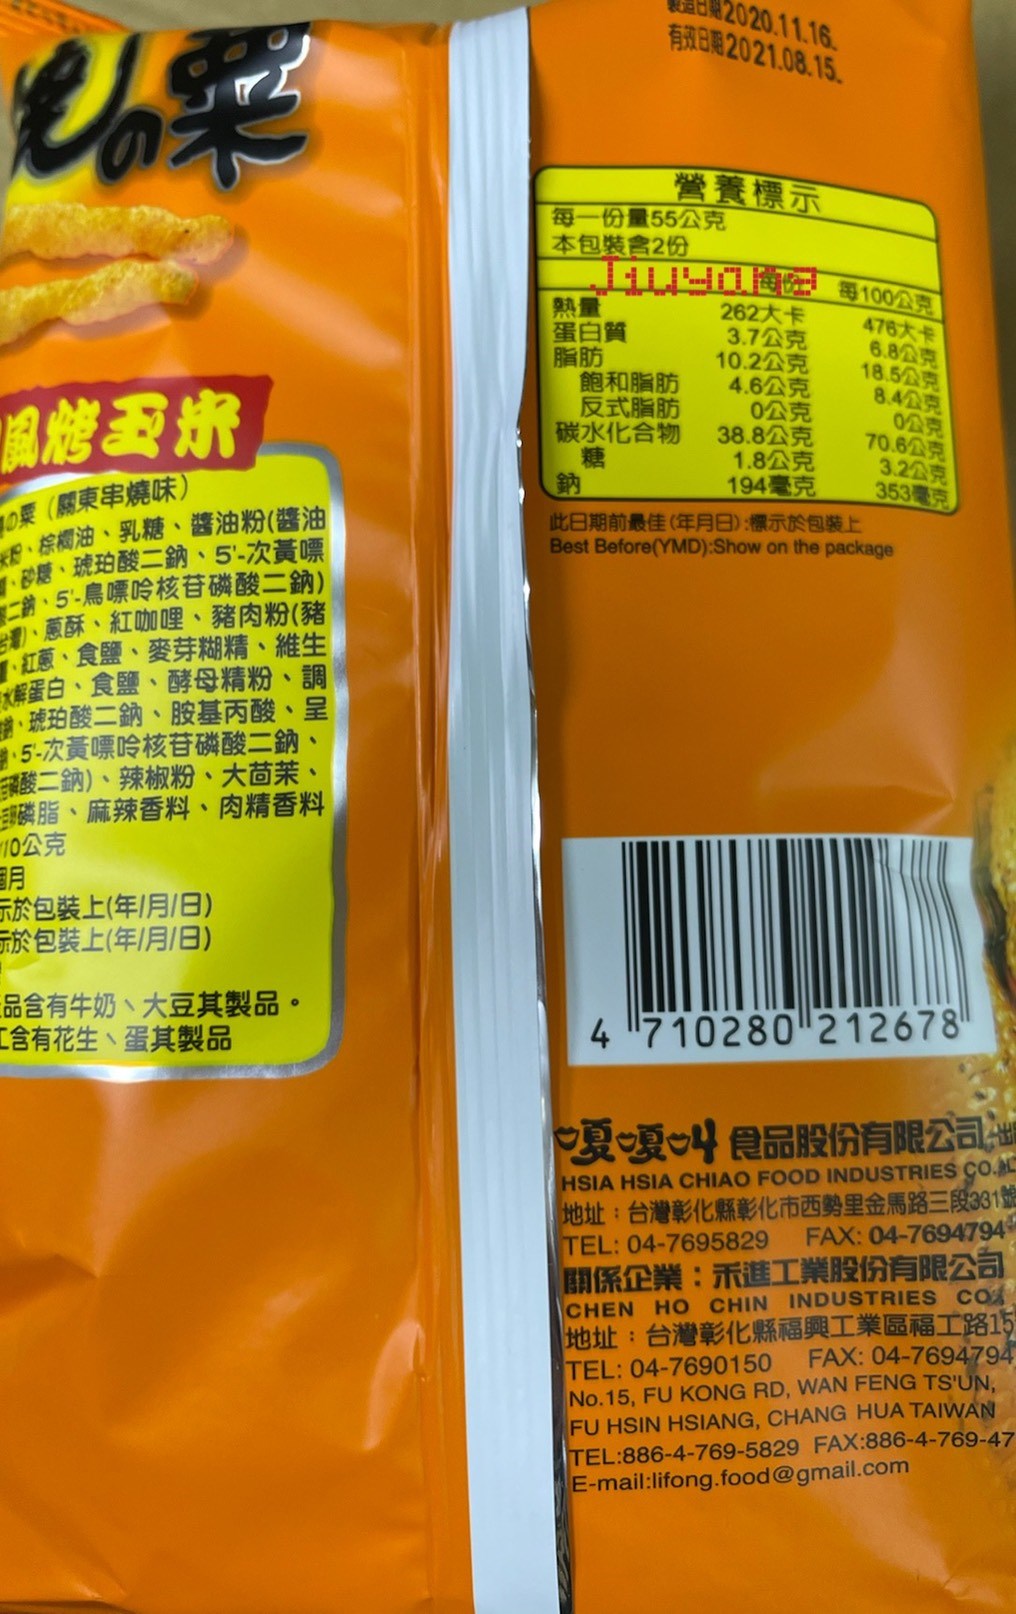 の粟
風烤玉米
の粟（關東串燒味）
米粉、棕櫚油、乳糖、醬油粉(醬油
、砂糖、琥珀酸二鈉、5'-次黃嘌
二鈉、5'-鳥嘌呤核苷磷酸二鈉)
、蔥酥、紅咖哩、豬肉粉(豬
、紅蔥、食鹽、麥芽糊精、維生
水解蛋白、食鹽、酵母精粉、調
、琥珀酸二鈉、胺基丙酸、呈
、5'-次黃嘌呤核苷磷酸二鈉、
磷酸二鈉)、辣椒粉、大茴茉、
磷脂、麻辣香料、肉精香料
110公克
個月
示於包裝上(年/月/日)
示於包裝上(年/月/日)
品含有牛奶、大豆其製品。
工含有花生、蛋其製品
製造日期2020.11.16.
有效日期2021.08.15.
營養標示
每一份量55公克
本包裝含2份
Jiuyang
每份 每100公克
熱量 262大卡 476大卡
蛋白質 3.7公克 6.8公克
脂肪 10.2公克 18.5公克
飽和脂肪 4.6公克 8.4公克
反式脂肪 0公克 0公克
碳水化合物 38.8公克 70.6公克
糖 1.8公克 3.2公克
鈉 194毫克 353毫克
此日期前最佳(年月日):標示於包裝上
Best Before(YMD):Show on the package
4 710280 212678
嗄嗄叫 食品股份有限公司
HSIA HSIA CHIAO FOOD INDUSTRIES CO.
地址：台灣彰化縣彰化市西勢里金馬路三段331號
TEL: 04-7695829 FAX: 04-7694794
關係企業：禾進工業股份有限公司
CHEN HO CHIN INDUSTRIES CO.
地址：台灣彰化縣福興工業區福工路15
TEL: 04-7690150 FAX: 04-7694794
No.15, FU KONG RD, WAN FENG TS'UN,
FU HSIN HSIANG, CHANG HUA TAIWAN
TEL:886-4-769-5829 FAX:886-4-769-47
E-mail:lifong.food@gmail.com